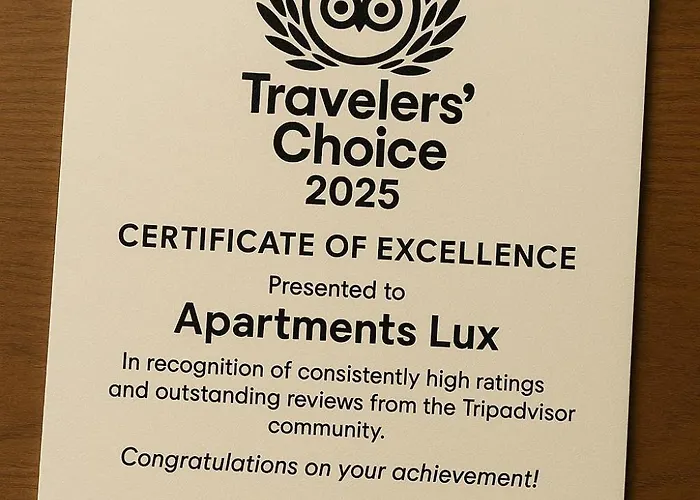 Travelers'
Choice
2025
CERTIFICATE OF EXCELLENCE
Presented to
Apartments Lux
In recognition of consistently high ratings
and outstanding reviews from the Tripadvisor
community.
Congratulations on your achievement!